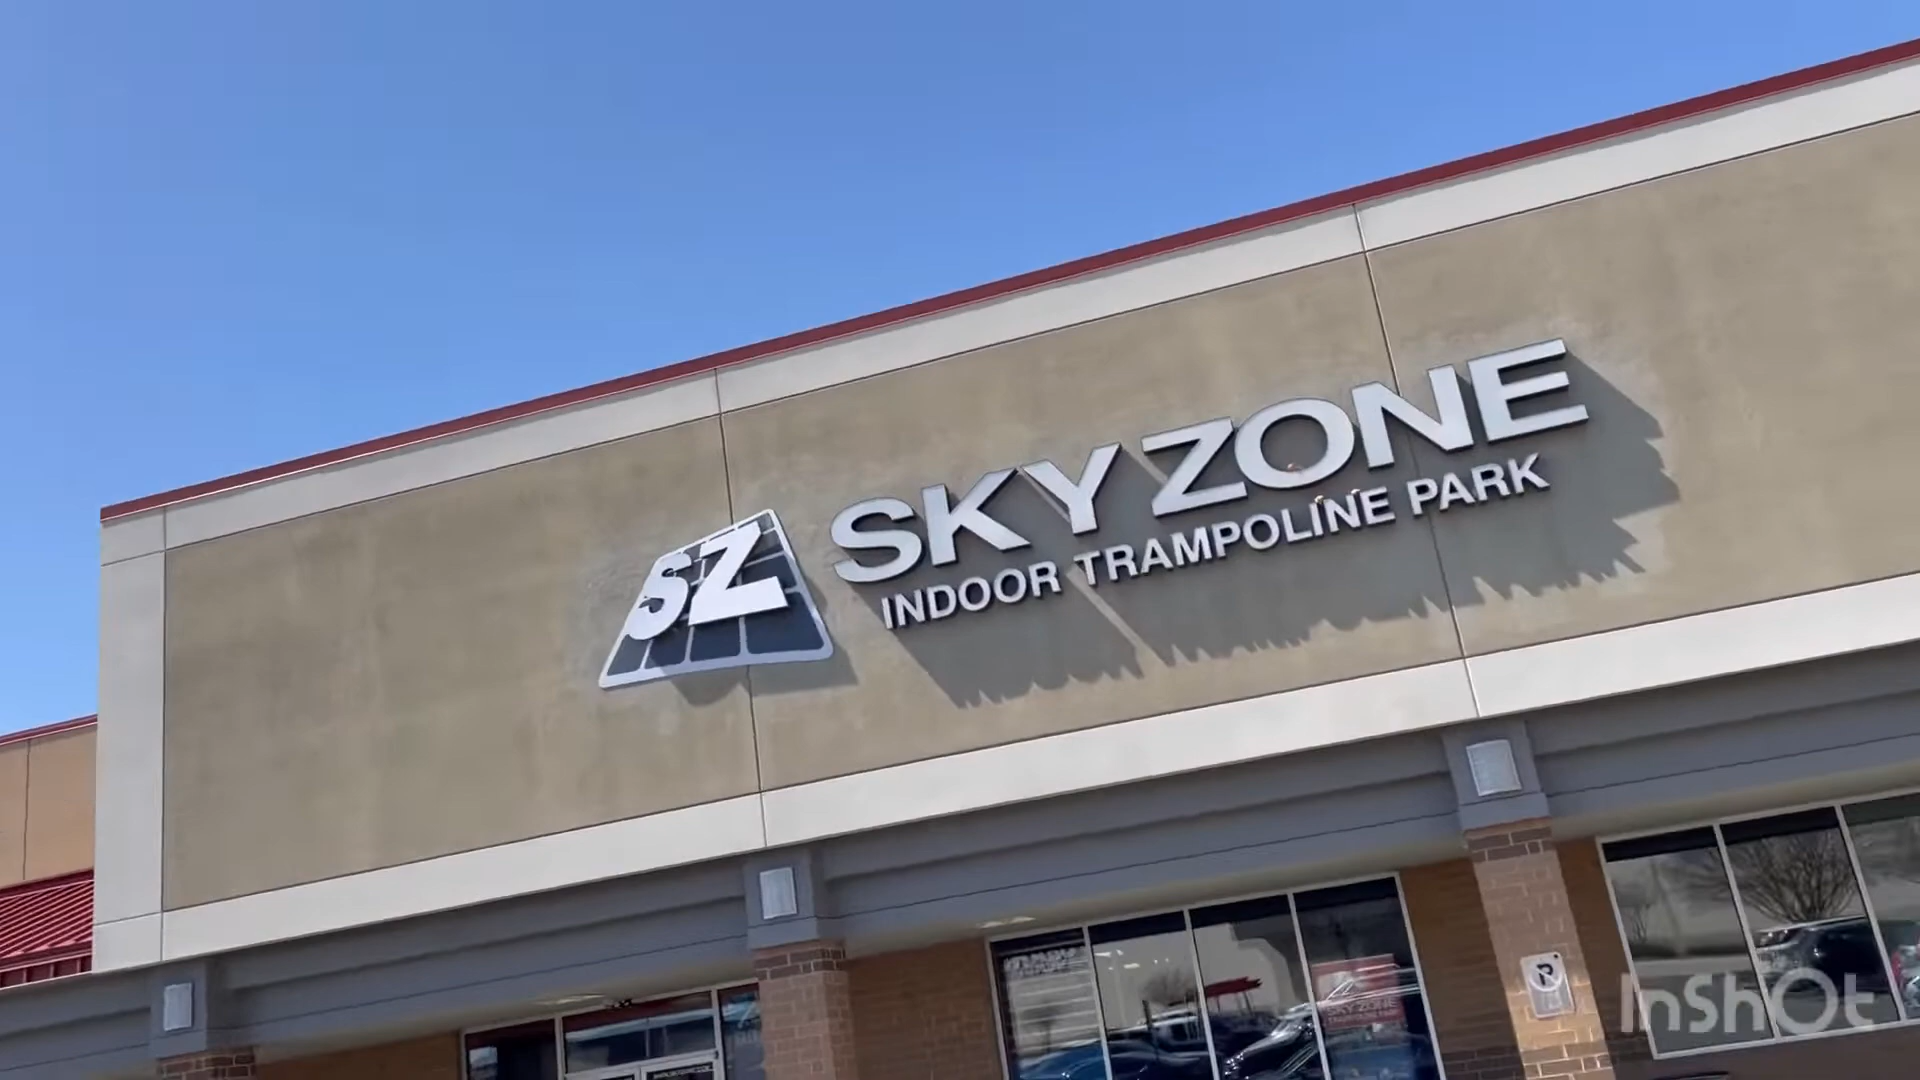 SKY ZONE
SZ
INDOOR TRAMPOLINE PARK
SKY ZONE
InShOt